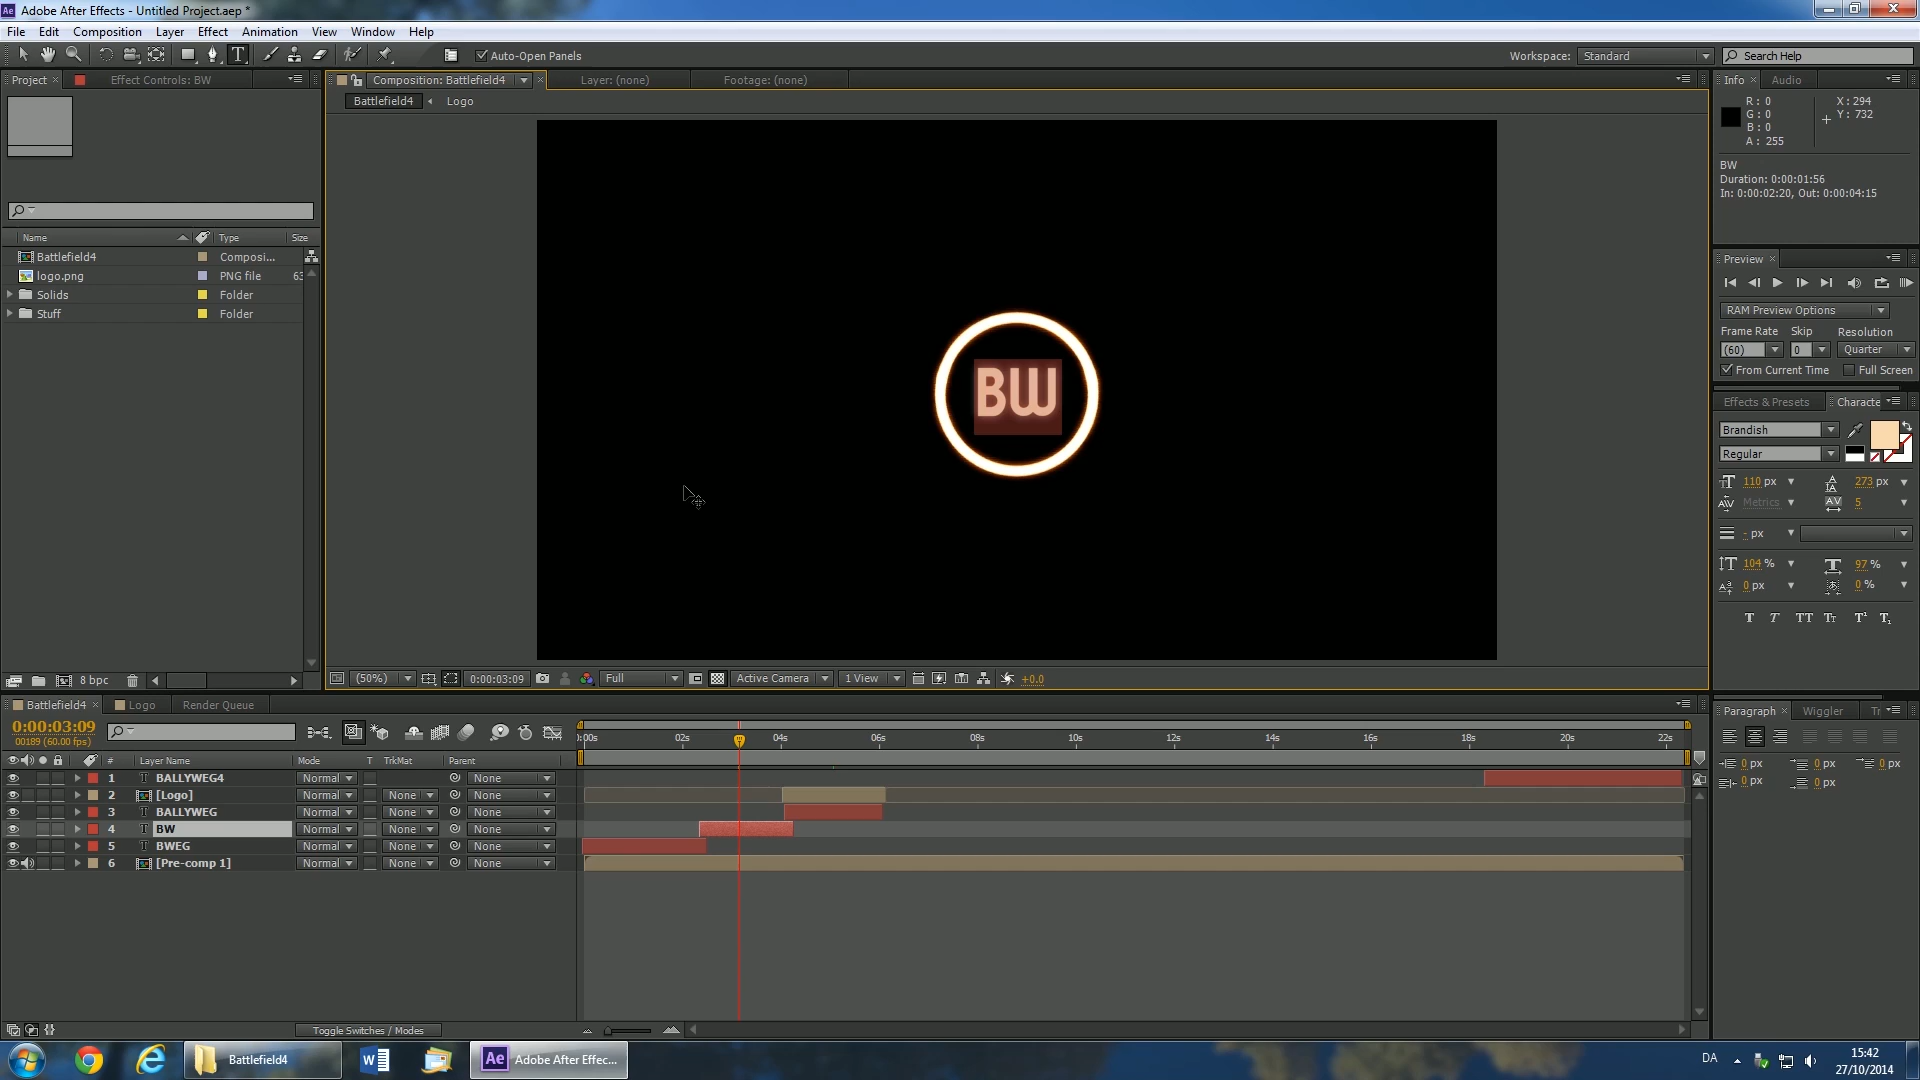 Adobe After Effects - Untitled Project.aep *
File Edit Composition Layer Effect Animation View Window Help
Auto-Open Panels
Workspace: Standard
Search Help
Project
Effect Controls: BW
Composition: Battlefield4
Layer: (none)
Footage: (none)
Info
Audio
Battlefield4
Logo
R: 0
G: 0
B: 0
A: 255
X: 294
Y: 732
BW
Duration: 0:00:01:56
In: 0:00:02:20, Out: 0:00:04:15
Name Type Size
Battlefield4 Composi...
logo.png PNG file 63
Solids Folder
Stuff Folder
BW
Preview
RAM Preview Options
Frame Rate Skip Resolution
(60) 0 Quarter
From Current Time Full Screen
Effects & Presets
Characte
Brandish
Regular
110 px 273 px
Metrics 5
- px
104 % 97 %
0 px 0 %
T T TT Tt T¹ T₁
8 bpc
(50%) 0:00:03:09 Full Active Camera 1 View +0.0
Battlefield4
Logo
Render Queue
Paragraph
Wiggler
Tr
0:00:03:09
00189 (60.00 fps)
:00s 02s 04s 06s 08s 10s 12s 14s 16s 18s 20s 22s
# Layer Name Mode T TrkMat Parent
1 T BALLYWEG4 Normal None
2 [Logo] Normal None None
3 T BALLYWEG Normal None None
4 T BW Normal None None
5 T BWEG Normal None None
6 [Pre-comp 1] Normal None None
0 px 0 px 0 px
0 px 0 px
Toggle Switches / Modes
Battlefield4
Ae Adobe After Effec...
DA
15:42
27/10/2014